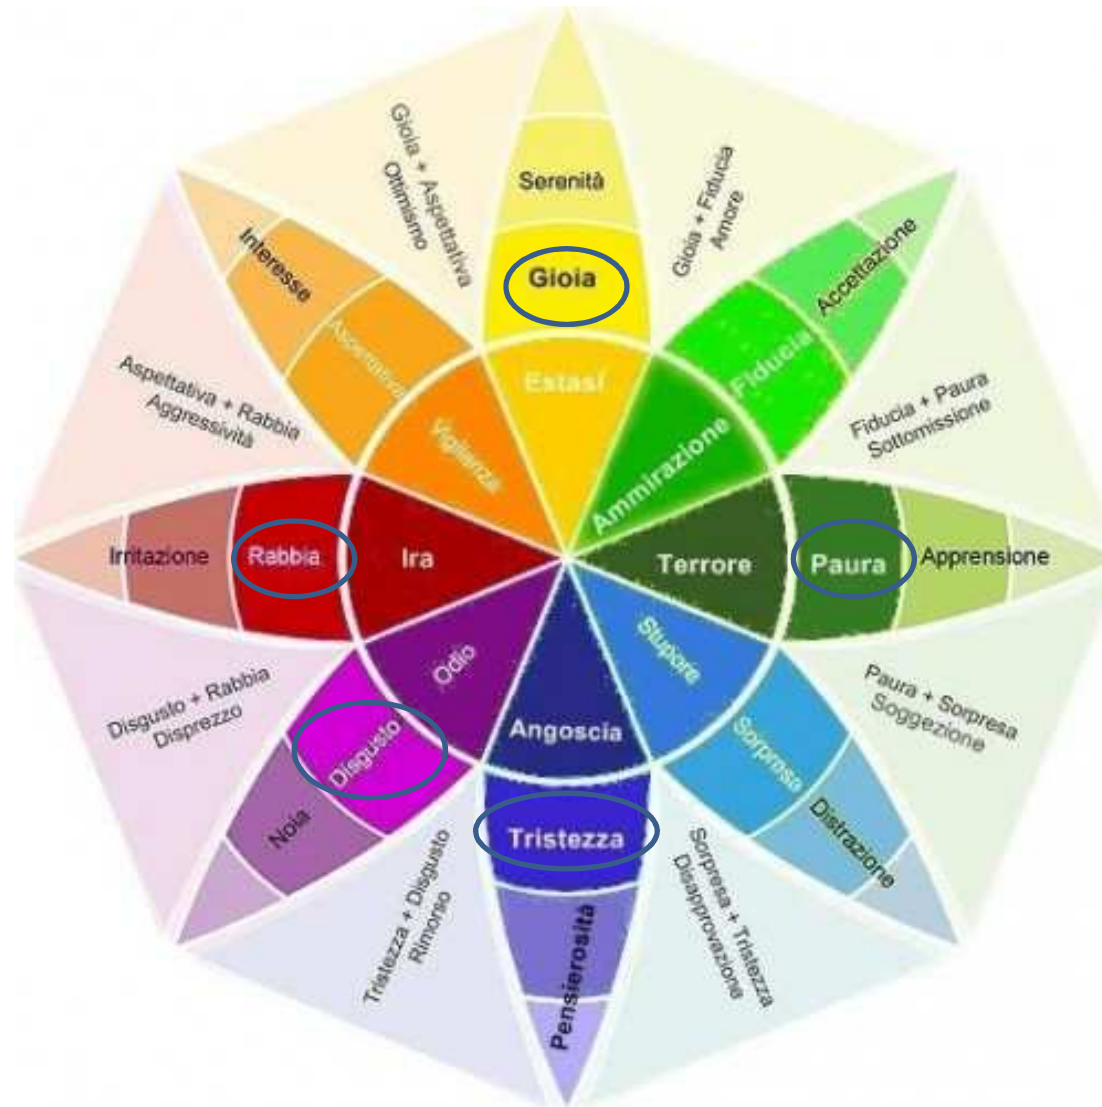 Serenità
Gioia
Estasi
Gioia + Fiducia
Amore
Accettazione
Fiducia
Ammirazione
Fiducia + Paura
Sottomissione
Terrore
Paura
Apprensione
Paura + Sorpresa
Soggezione
Stupore
Sorpresa
Distrazione
Sorpresa + Tristezza
Disapprovazione
Angoscia
Tristezza
Pensierosità
Tristezza + Disgusto
Rimorso
Odio
Disgusto
Noia
Disgusto + Rabbia
Disprezzo
Irritazione
Rabbia
Ira
Aspettativa + Rabbia
Aggressività
Interesse
Aspettativa
Vigilanza
Gioia + Aspettativa
Ottimismo